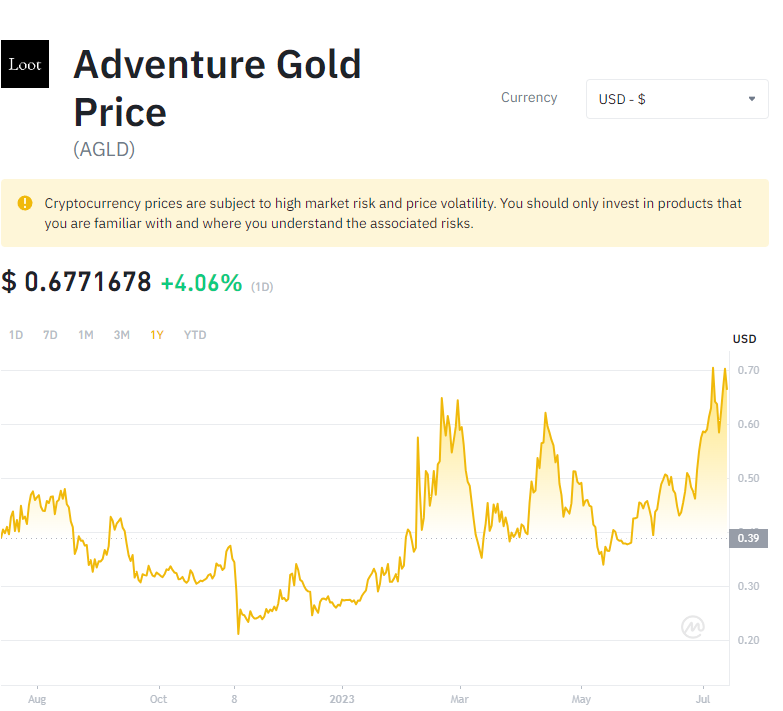 Loot
Adventure Gold
Price
(AGLD)
Currency
USD - $
Cryptocurrency prices are subject to high market risk and price volatility. You should only invest in products that
you are familiar with and where you understand the associated risks.
$ 0.6771678 +4.06% (1D)
1D 7D 1M 3M 1Y YTD
USD
0.70
0.60
0.50
0.39
0.30
0.20
Aug Oct 8 2023 Mar May Jul